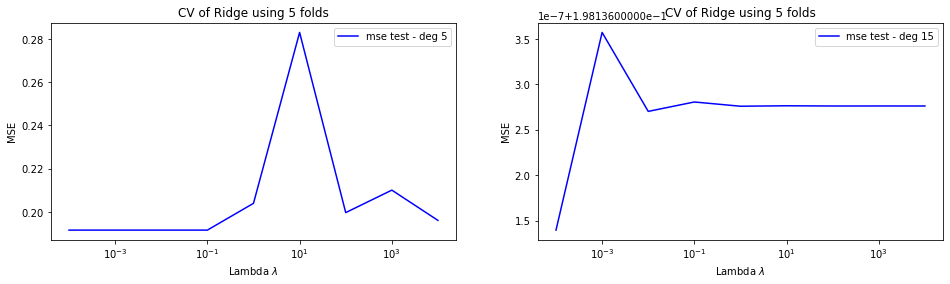 CV of Ridge using 5 folds
mse test - deg 5
0.28
0.26
0.24
0.22
0.20
MSE
10⁻³
10⁻¹
10¹
10³
Lambda λ
1e-7+1.9813600000e-1
CV of Ridge using 5 folds
mse test - deg 15
3.5
3.0
2.5
2.0
1.5
MSE
10⁻³
10⁻¹
10¹
10³
Lambda λ